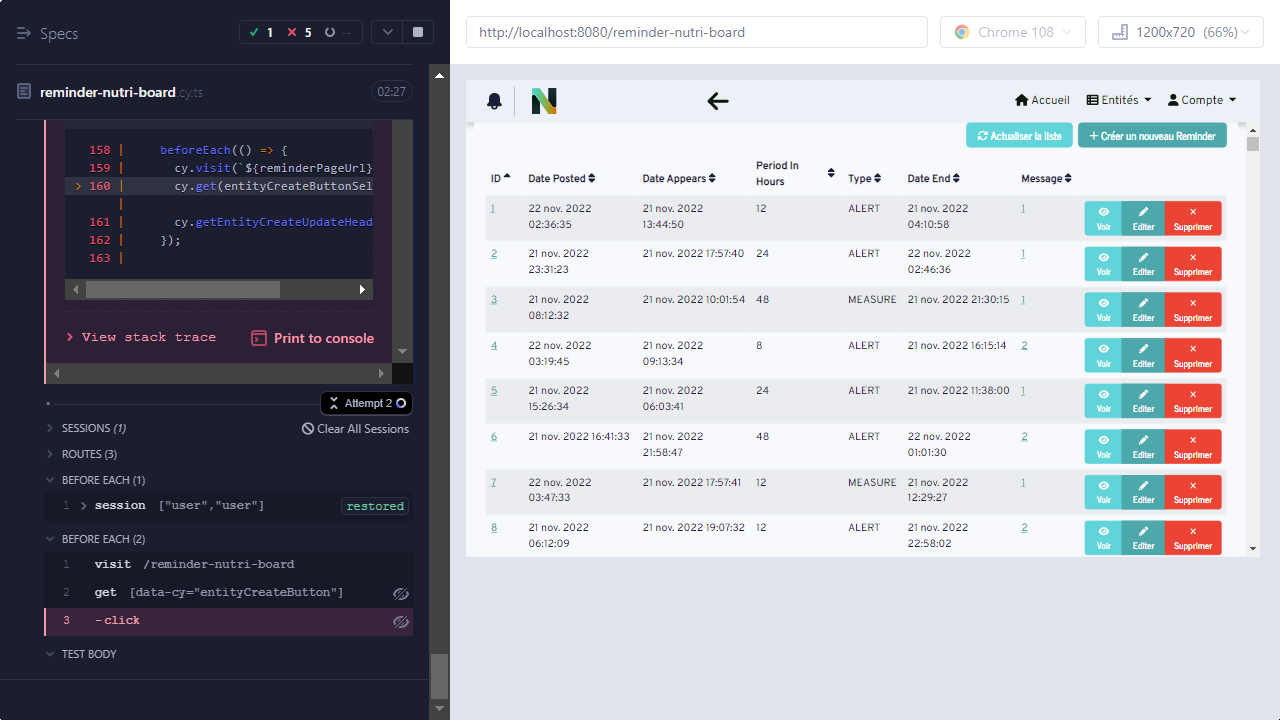 Specs
1 5 --
reminder-nutri-board.cy.ts 02:27
158 | beforeEach(() => {
159 | cy.visit(`${reminderPageUrl}
> 160 | cy.get(entityCreateButtonSel
|
161 | cy.getEntityCreateUpdateHead
162 | });
163 |
View stack trace Print to console
Attempt 2
SESSIONS (1) Clear All Sessions
ROUTES (3)
BEFORE EACH (1)
1 session ["user","user"] restored
BEFORE EACH (2)
1 visit /reminder-nutri-board
2 get [data-cy="entityCreateButton"]
3 -click
TEST BODY
http://localhost:8080/reminder-nutri-board Chrome 108 1200x720 (66%)
N Accueil Entités Compte
Actualiser la liste + Créer un nouveau Reminder
ID Date Posted Date Appears Period In Hours Type Date End Message
1 22 nov. 2022 02:36:35 21 nov. 2022 13:44:50 12 ALERT 21 nov. 2022 04:10:58 1 Voir Editer Supprimer
2 21 nov. 2022 23:31:23 21 nov. 2022 17:57:40 24 ALERT 22 nov. 2022 02:46:36 1 Voir Editer Supprimer
3 21 nov. 2022 08:12:32 21 nov. 2022 10:01:54 48 MEASURE 21 nov. 2022 21:30:15 1 Voir Editer Supprimer
4 22 nov. 2022 03:19:45 21 nov. 2022 09:13:34 8 ALERT 21 nov. 2022 16:15:14 2 Voir Editer Supprimer
5 21 nov. 2022 15:26:34 21 nov. 2022 06:03:41 24 ALERT 21 nov. 2022 11:38:00 1 Voir Editer Supprimer
6 21 nov. 2022 16:41:33 21 nov. 2022 21:58:47 48 ALERT 22 nov. 2022 01:01:30 2 Voir Editer Supprimer
7 22 nov. 2022 03:47:33 21 nov. 2022 17:57:41 12 MEASURE 21 nov. 2022 12:29:27 1 Voir Editer Supprimer
8 21 nov. 2022 06:12:09 21 nov. 2022 19:07:32 12 ALERT 21 nov. 2022 22:58:02 2 Voir Editer Supprimer